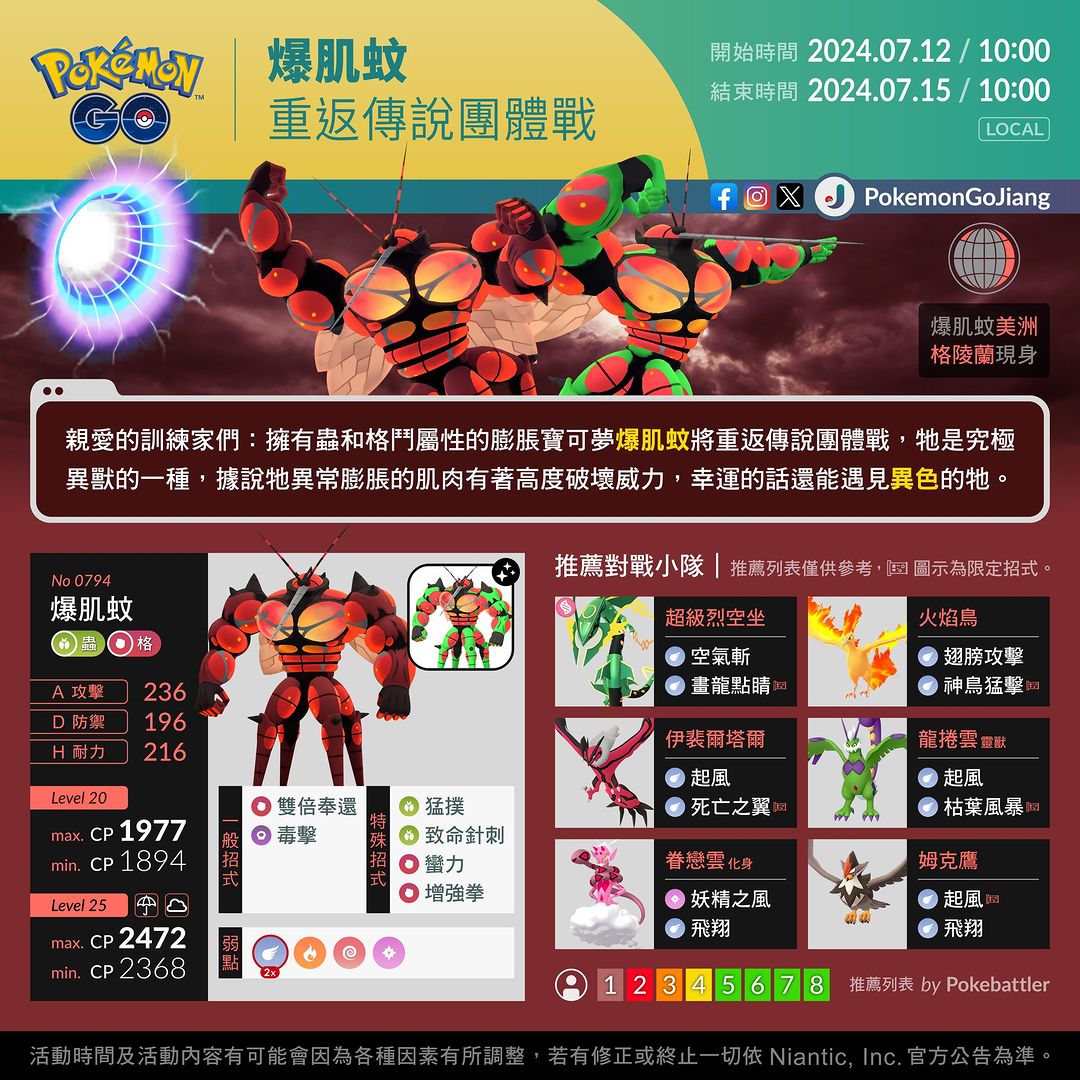 POKéMON
GO
TM
爆肌蚊
重返傳說團體戰
開始時間 2024.07.12 / 10:00
結束時間 2024.07.15 / 10:00
LOCAL
PokemonGoJiang
爆肌蚊美洲
格陵蘭現身
親愛的訓練家們：擁有蟲和格鬥屬性的膨脹寶可夢爆肌蚊將重返傳說團體戰，牠是究極
異獸的一種，據說牠異常膨脹的肌肉有著高度破壞威力，幸運的話還能遇見異色的牠。
No 0794
爆肌蚊
蟲 格
A 攻擊 236
D 防禦 196
H 耐力 216
Level 20
max. CP 1977
min. CP 1894
Level 25
max. CP 2472
min. CP 2368
一般招式
雙倍奉還
毒擊
特殊招式
猛撲
致命針刺
蠻力
增強拳
弱點
2x
推薦對戰小隊｜推薦列表僅供參考，圖示為限定招式。
超級烈空坐
空氣斬
畫龍點睛
火焰鳥
翅膀攻擊
神鳥猛擊
伊裴爾塔爾
起風
死亡之翼
龍捲雲 靈獸
起風
枯葉風暴
眷戀雲 化身
妖精之風
飛翔
姆克鷹
起風
飛翔
1 2 3 4 5 6 7 8
推薦列表 by Pokebattler
活動時間及活動內容有可能會因為各種因素有所調整，若有修正或終止一切依 Niantic, Inc. 官方公告為準。